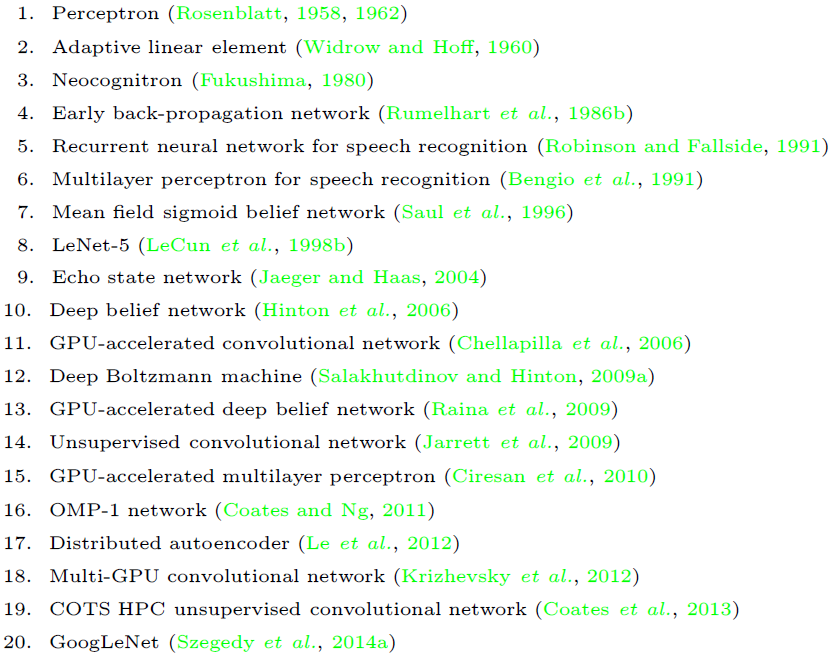 1. Perceptron (Rosenblatt, 1958, 1962)
2. Adaptive linear element (Widrow and Hoff, 1960)
3. Neocognitron (Fukushima, 1980)
4. Early back-propagation network (Rumelhart et al., 1986b)
5. Recurrent neural network for speech recognition (Robinson and Fallside, 1991)
6. Multilayer perceptron for speech recognition (Bengio et al., 1991)
7. Mean field sigmoid belief network (Saul et al., 1996)
8. LeNet-5 (LeCun et al., 1998b)
9. Echo state network (Jaeger and Haas, 2004)
10. Deep belief network (Hinton et al., 2006)
11. GPU-accelerated convolutional network (Chellapilla et al., 2006)
12. Deep Boltzmann machine (Salakhutdinov and Hinton, 2009a)
13. GPU-accelerated deep belief network (Raina et al., 2009)
14. Unsupervised convolutional network (Jarrett et al., 2009)
15. GPU-accelerated multilayer perceptron (Ciresan et al., 2010)
16. OMP-1 network (Coates and Ng, 2011)
17. Distributed autoencoder (Le et al., 2012)
18. Multi-GPU convolutional network (Krizhevsky et al., 2012)
19. COTS HPC unsupervised convolutional network (Coates et al., 2013)
20. GoogLeNet (Szegedy et al., 2014a)